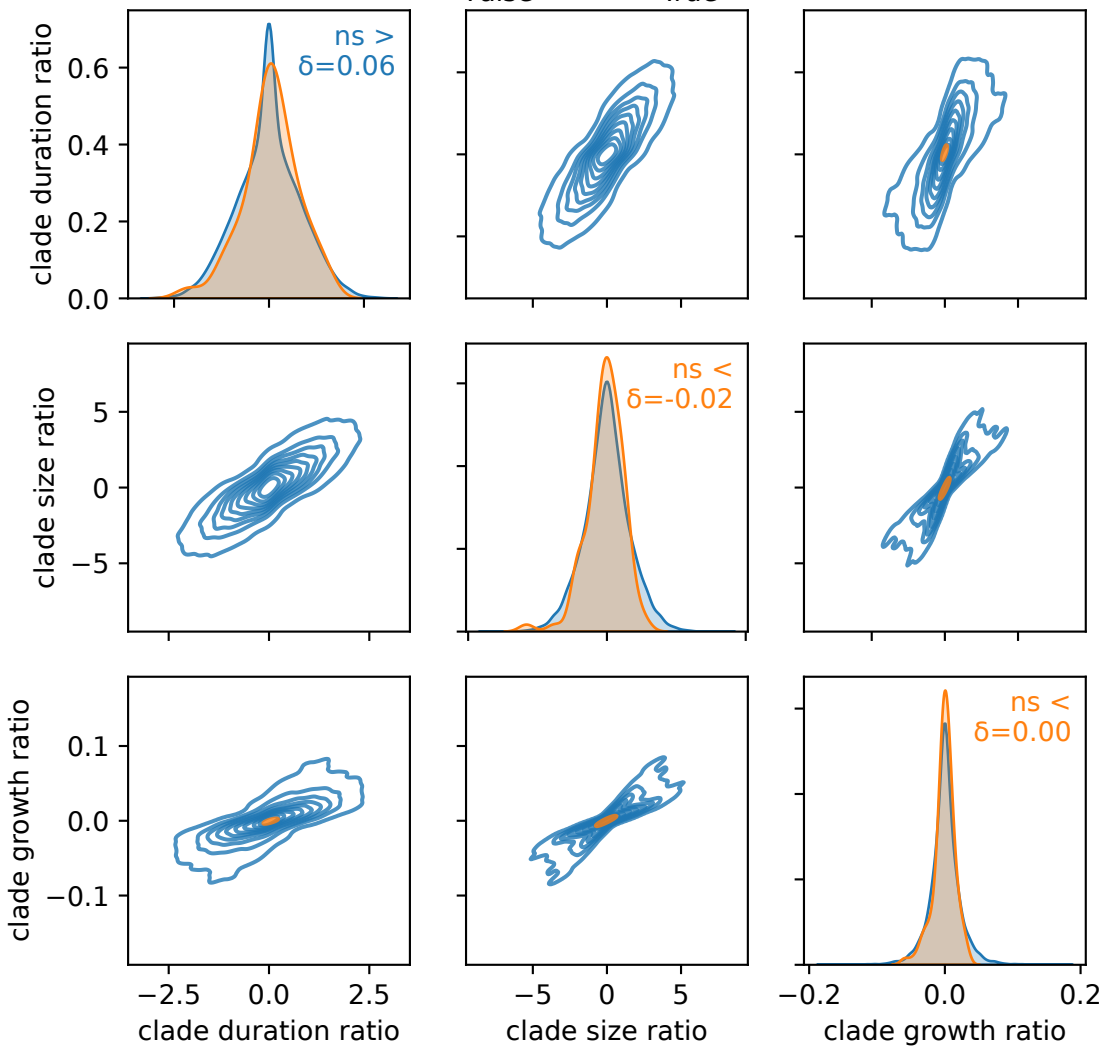 clade duration ratio
0.6
0.4
0.2
0.0
ns >
δ=0.06
−5
0
5
clade size ratio
5
0
−5
ns <
δ=-0.02
clade growth ratio
0.1
0.0
−0.1
ns <
δ=0.00
−2.5
0.0
2.5
−5
0
5
−0.2
0.0
0.2
clade duration ratio
clade size ratio
clade growth ratio